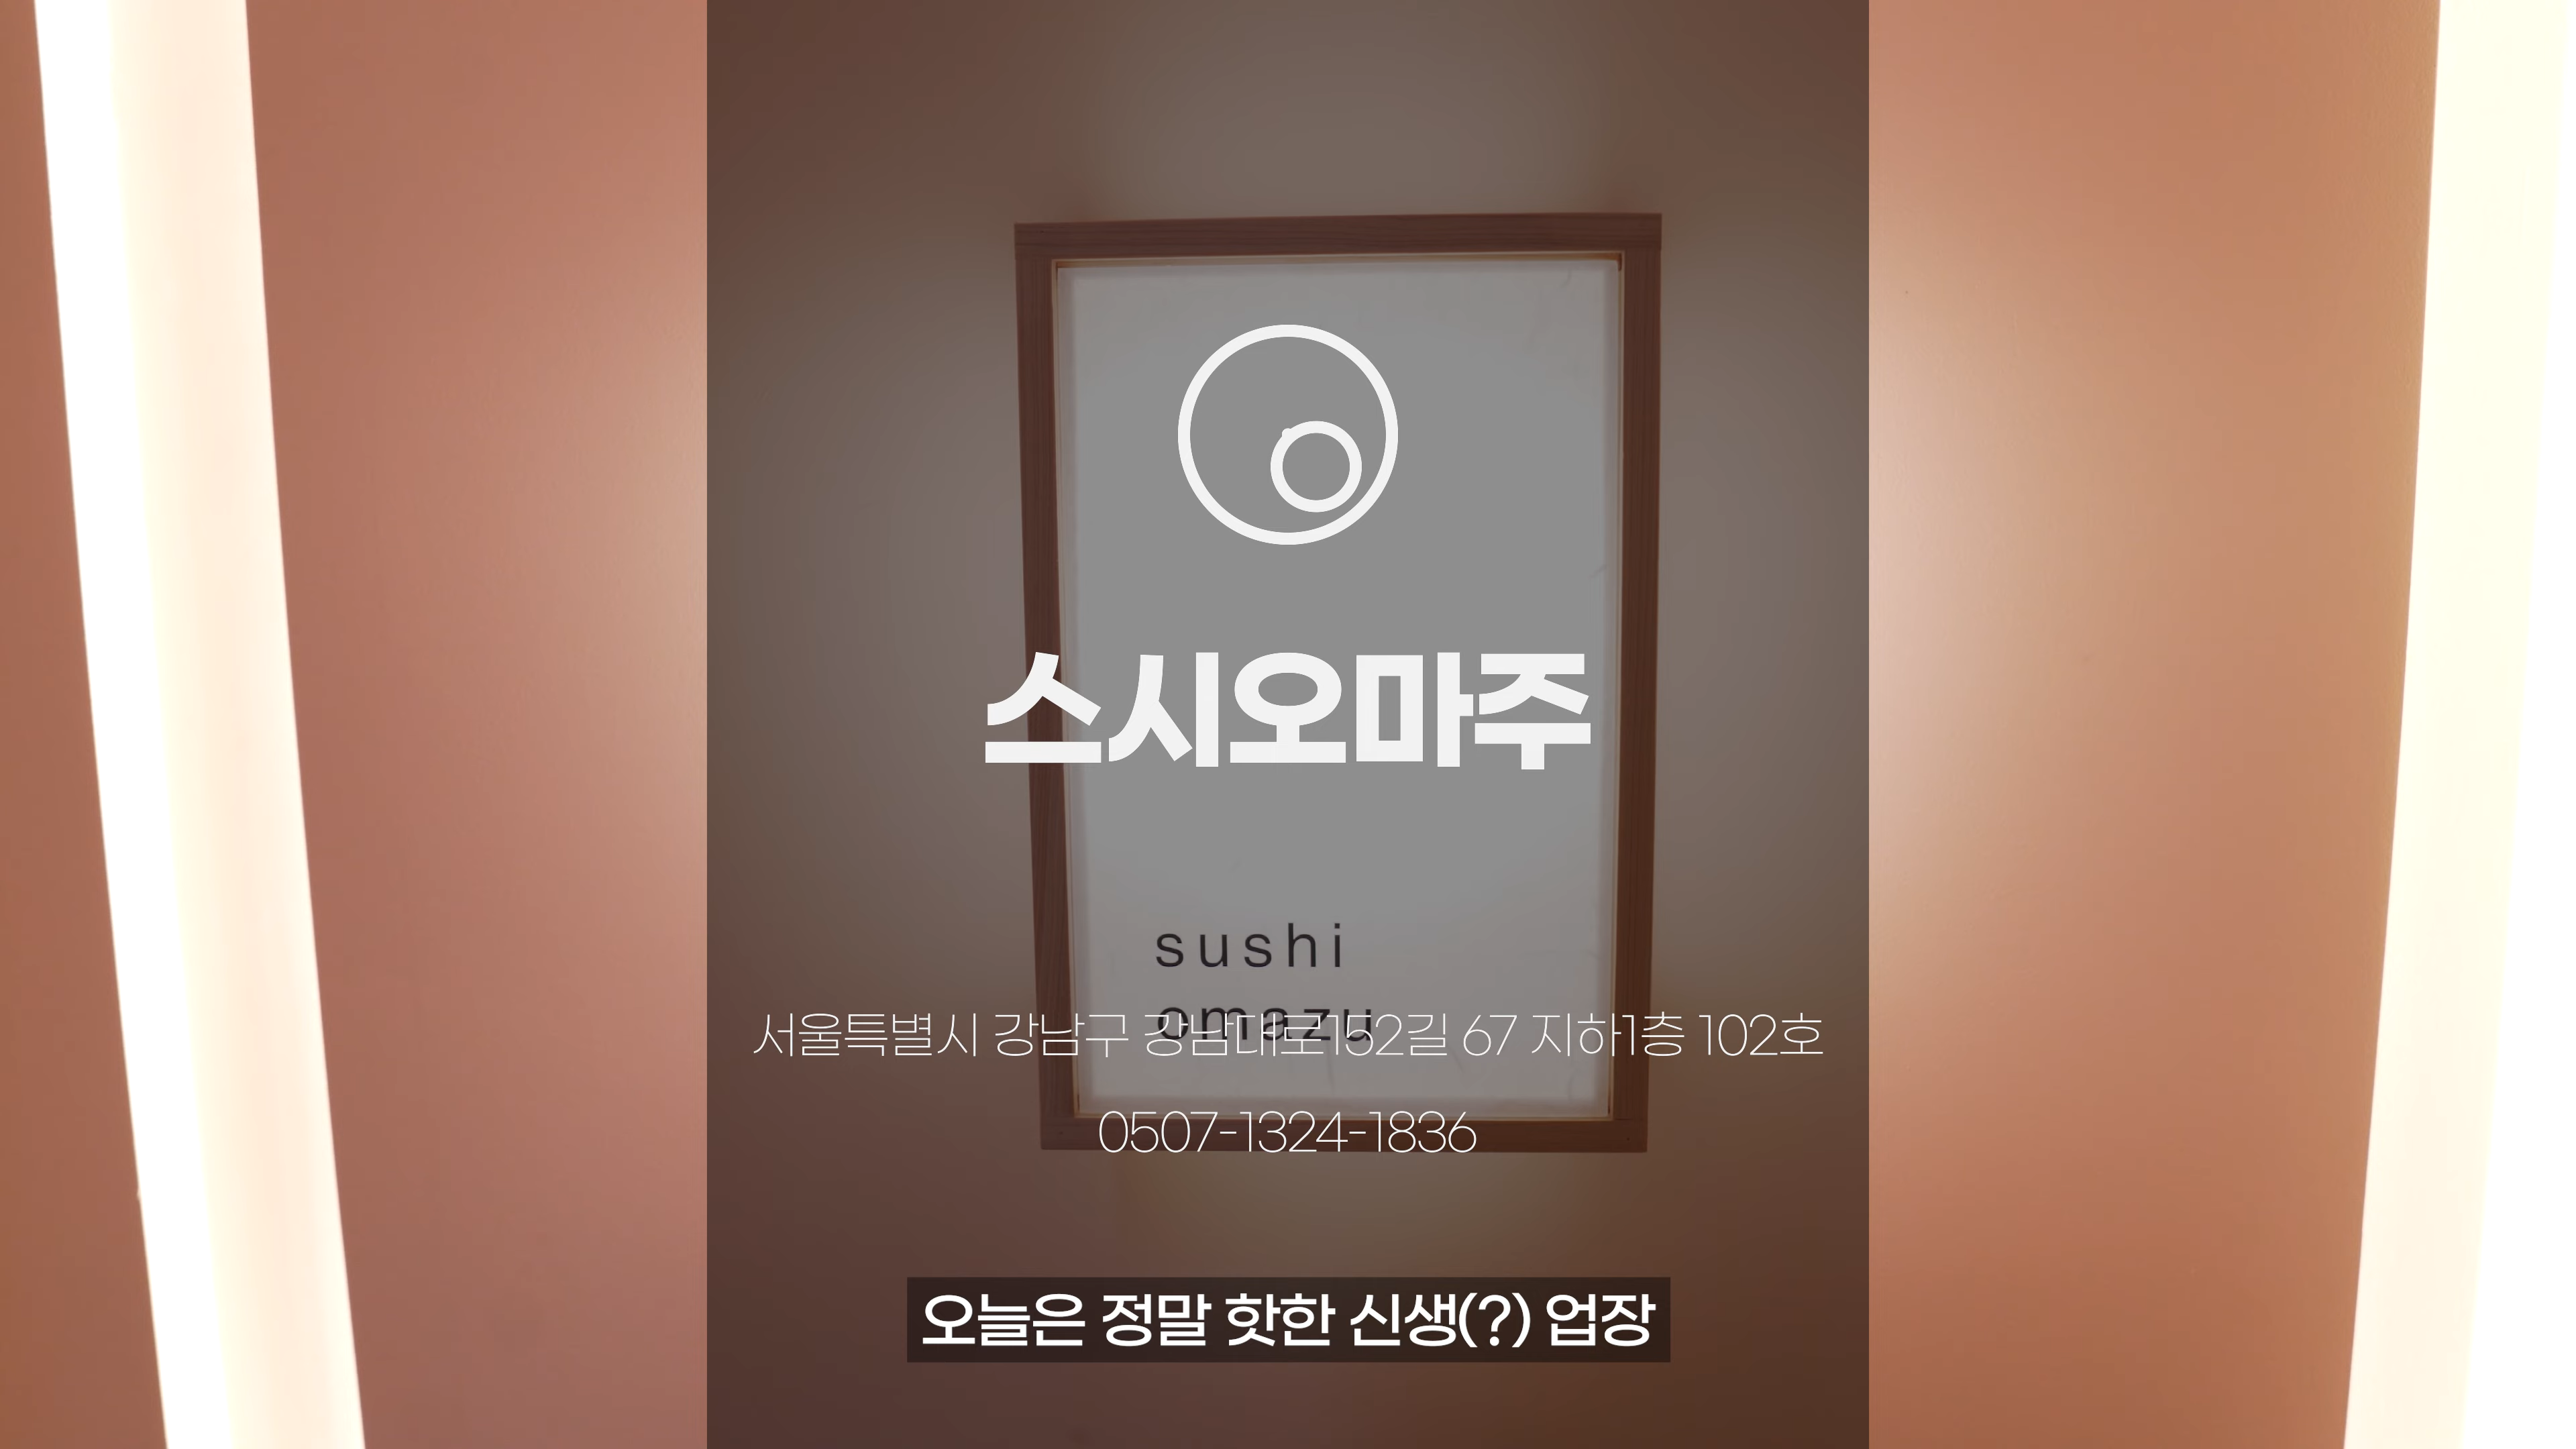 스시오마주
sushi
omazu
서울특별시 강남구 강남대로152길 67 지하1층 102호
0507-1324-1836
오늘은 정말 핫한 신생(?) 업장